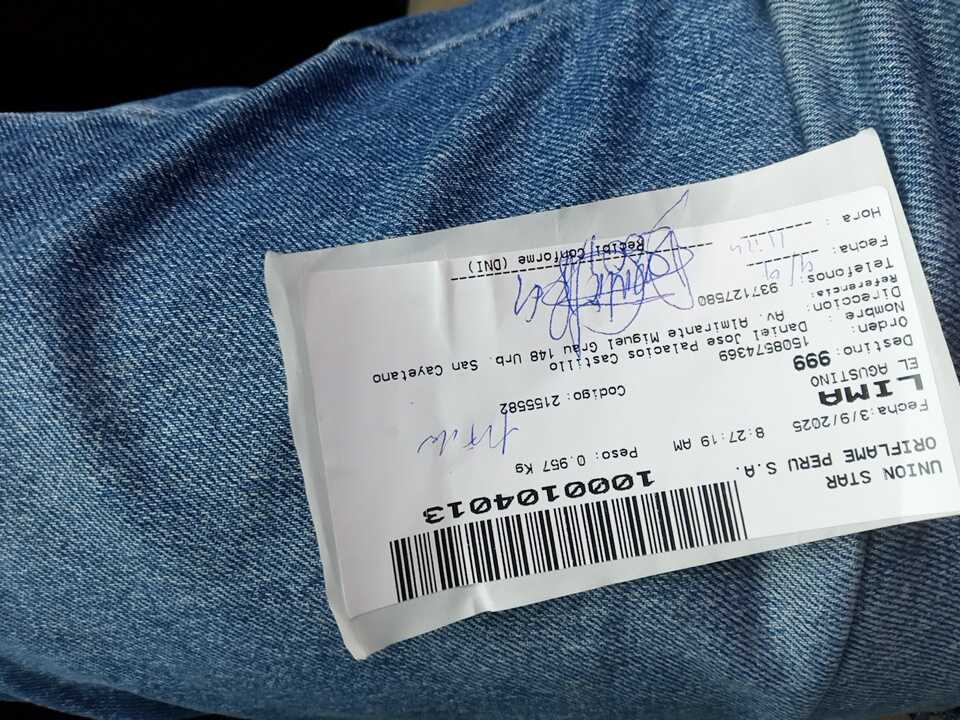 UNION STAR
ORIFLAME PERU S.A.
1000104013
Fecha:3/9/2025 8:27:19 AM Peso: 0.957 Kg
LIMA
EL AGUSTINO
Destino: 999 Codigo: 2155582
Orden: 1508574369
Nombre : Daniel Jose Palacios Castillo
Direccion: Av. Almirante Miguel Grau 148 Urb. San Cayetano
Referencia:
Telefonos: 937127580
Fecha:
Hora :
Recibi Conforme (DNI)